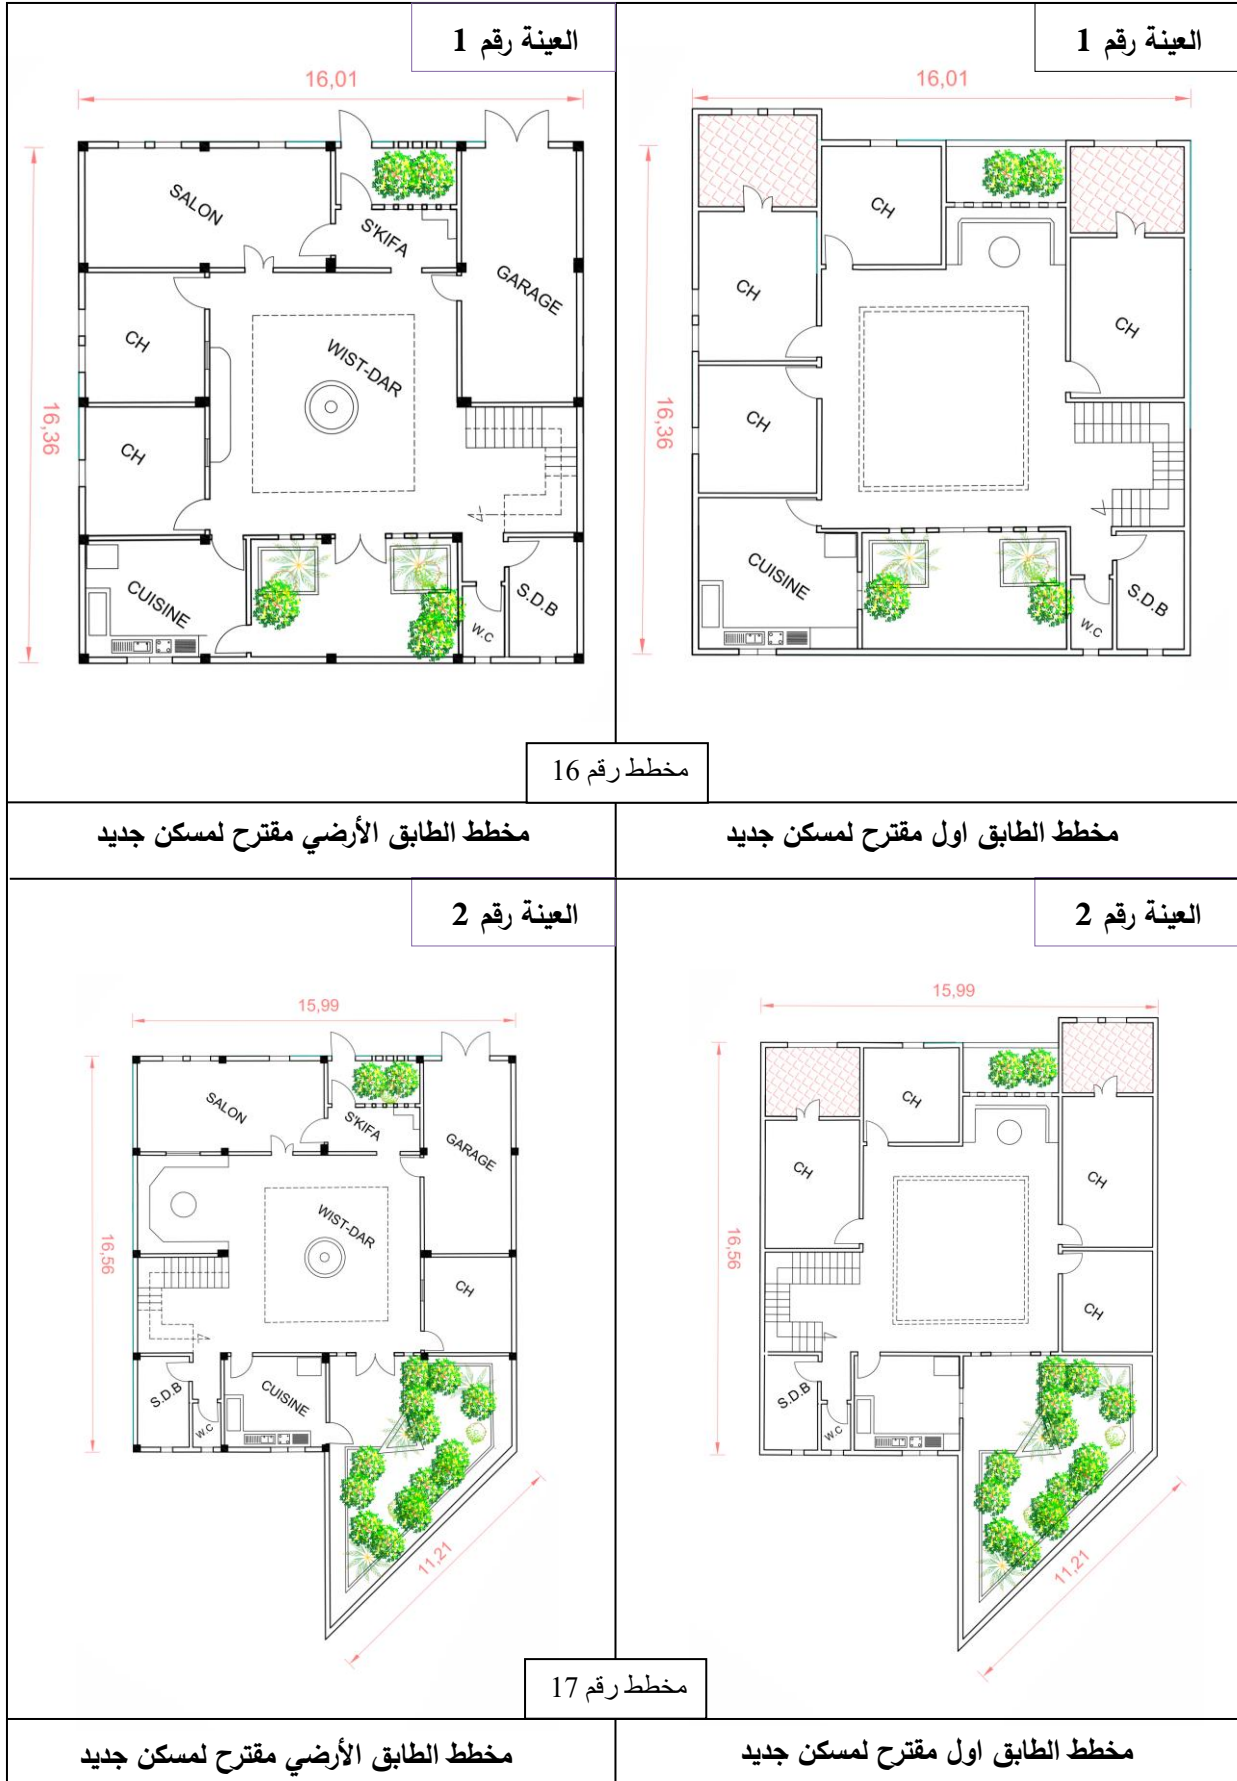 العينة رقم 1
16,01
16,36
SALON
S'KIFA
GARAGE
CH
WIST-DAR
CH
CUISINE
W.C
S.D.B
العينة رقم 1
16,01
16,36
CH
CH
CH
CH
CUISINE
W.C
S.D.B
مخطط رقم 16
مخطط الطابق اول مقترح لمسكن جديد
مخطط الطابق الأرضي مقترح لمسكن جديد
العينة رقم 2
15,99
16,56
SALON
S'KIFA
GARAGE
WIST-DAR
CH
S.D.B
W.C
CUISINE
11,21
العينة رقم 2
15,99
16,56
CH
CH
CH
CH
S.D.B
W.C
11,21
مخطط رقم 17
مخطط الطابق اول مقترح لمسكن جديد
مخطط الطابق الأرضي مقترح لمسكن جديد